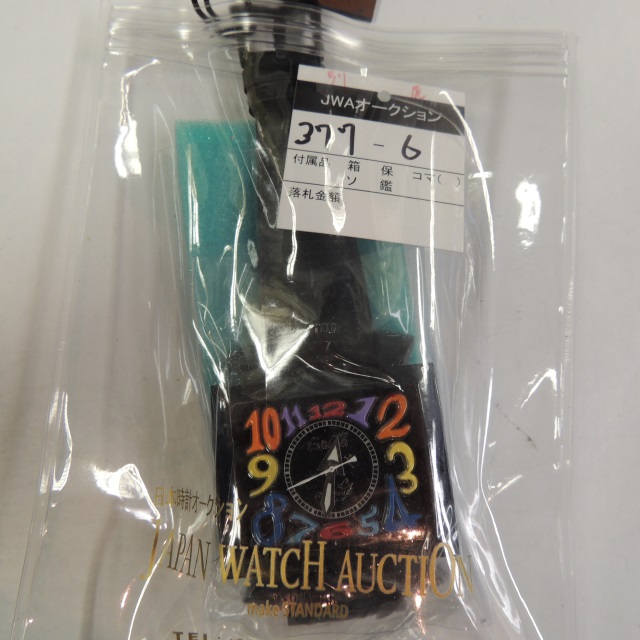 JWAオークション
377-6
付属品 箱 保 コマ( )
ソ 鑑
落札金額
10 11 12 1 2
9 3
8 7 6 5 4
日本時計オークション
JAPAN WATCH AUCTION
make STANDARD
TEL